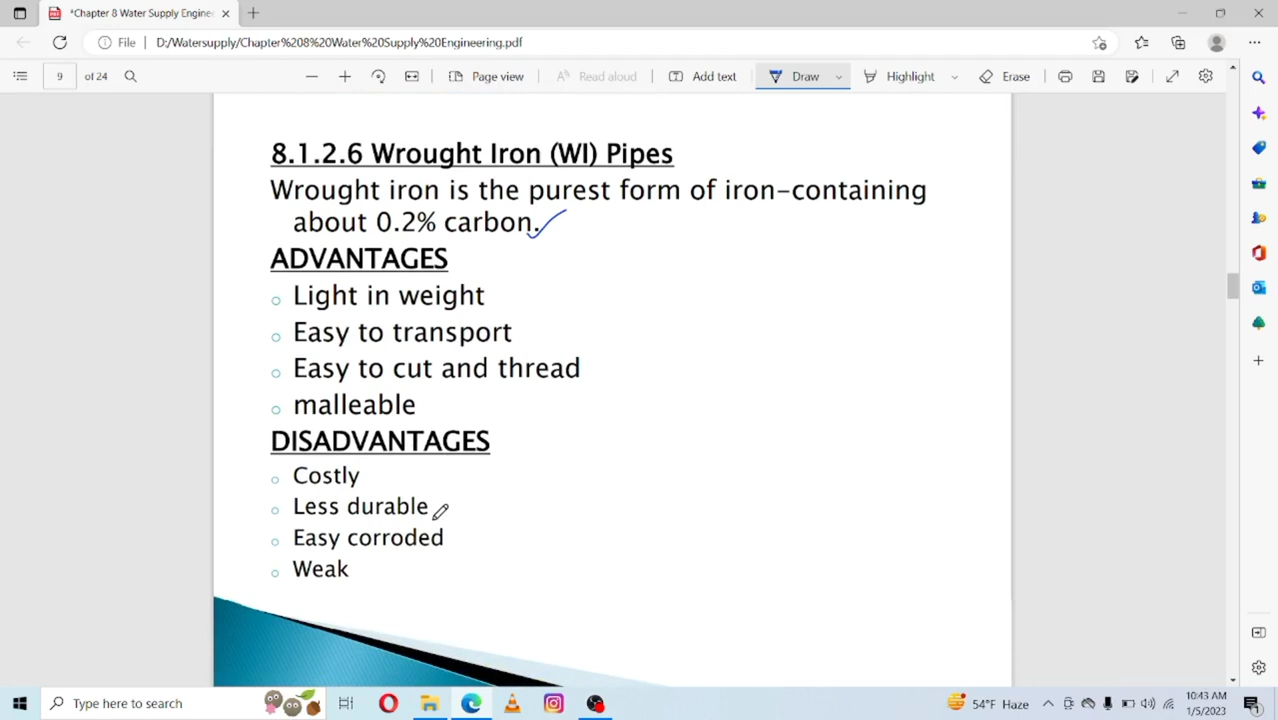 *Chapter 8 Water Supply Engine
File D:/Watersupply/Chapter%208%20Water%20Supply%20Engineering.pdf
9 of 24 Page view Read aloud Add text Draw Highlight Erase
8.1.2.6 Wrought Iron (WI) Pipes
Wrought iron is the purest form of iron-containing
about 0.2% carbon.
ADVANTAGES
Light in weight
Easy to transport
Easy to cut and thread
malleable
DISADVANTAGES
Costly
Less durable
Easy corroded
Weak
Type here to search
54°F Haze
10:43 AM
1/5/2023